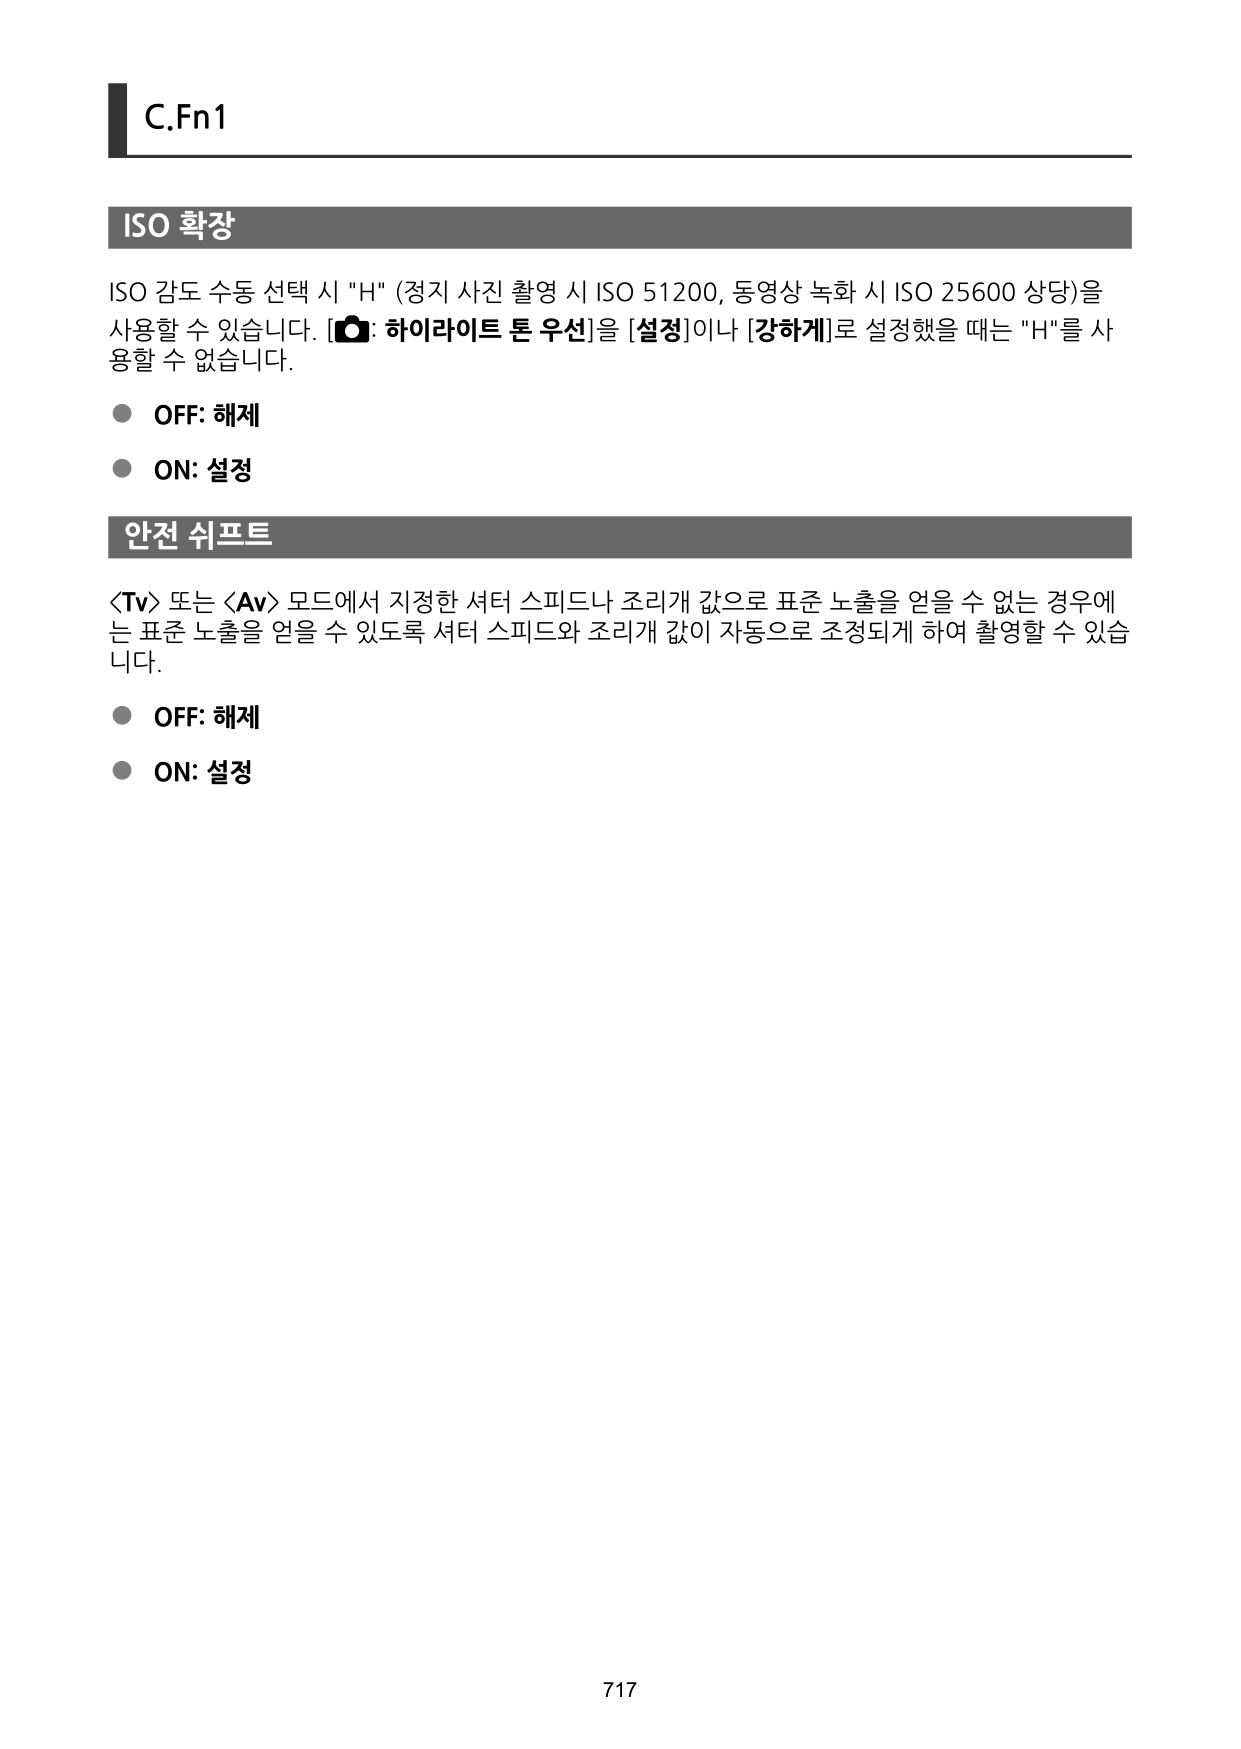 C.Fn1
ISO 확장
ISO 감도 수동 선택 시 "H" (정지 사진 촬영 시 ISO 51200, 동영상 녹화 시 ISO 25600 상당)을
사용할 수 있습니다. [: 하이라이트 톤 우선]을 [설정]이나 [강하게]로 설정했을 때는 "H"를 사
용할 수 없습니다.
● OFF: 해제
● ON: 설정
안전 쉬프트
<Tv> 또는 <Av> 모드에서 지정한 셔터 스피드나 조리개 값으로 표준 노출을 얻을 수 없는 경우에
는 표준 노출을 얻을 수 있도록 셔터 스피드와 조리개 값이 자동으로 조정되게 하여 촬영할 수 있습
니다.
● OFF: 해제
● ON: 설정
717